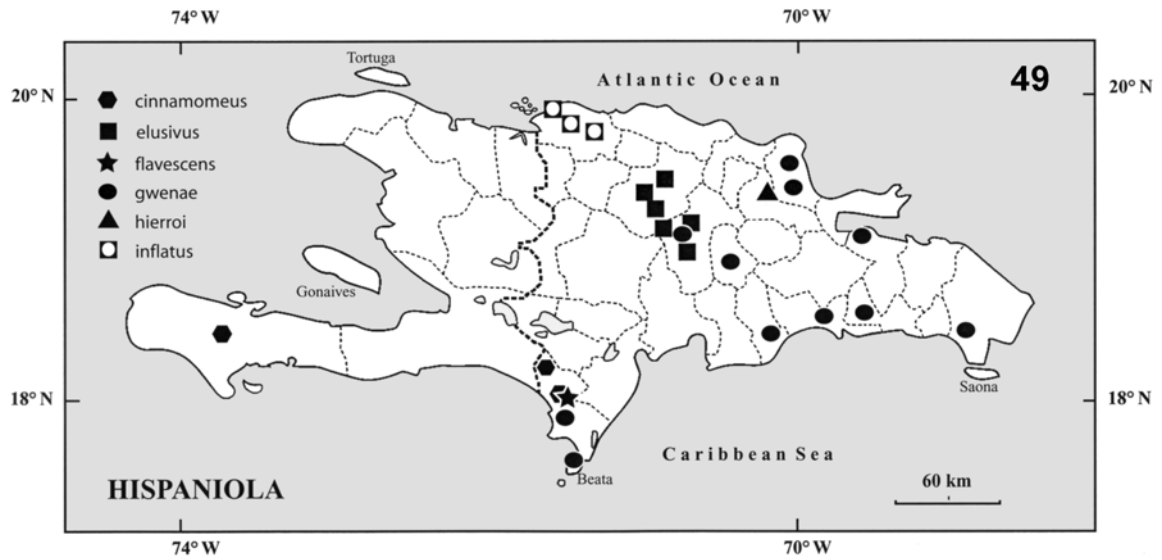 74° W 70° W
Tortuga
Atlantic Ocean 49
20° N 20° N
cinnamomeus
elusivus
flavescens
gwenae
hierroi
inflatus
Gonaives
Saona
18° N 18° N
Caribbean Sea
Beata
60 km
HISPANIOLA
74° W 70° W